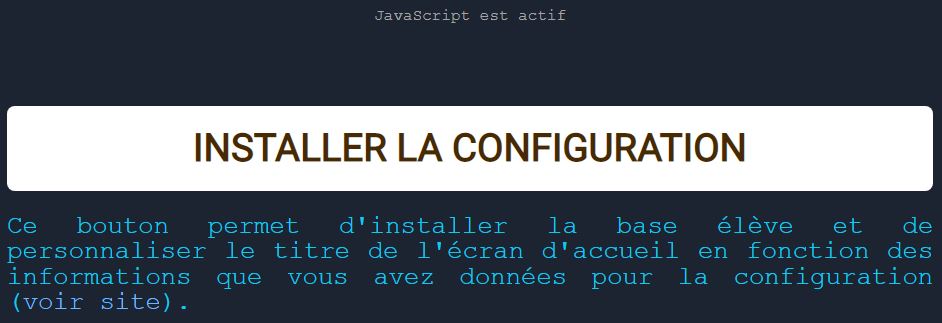 JavaScript est actif
INSTALLER LA CONFIGURATION
Ce bouton permet d'installer la base élève et de
personnaliser le titre de l'écran d'accueil en fonction des
informations que vous avez données pour la configuration
(voir site).